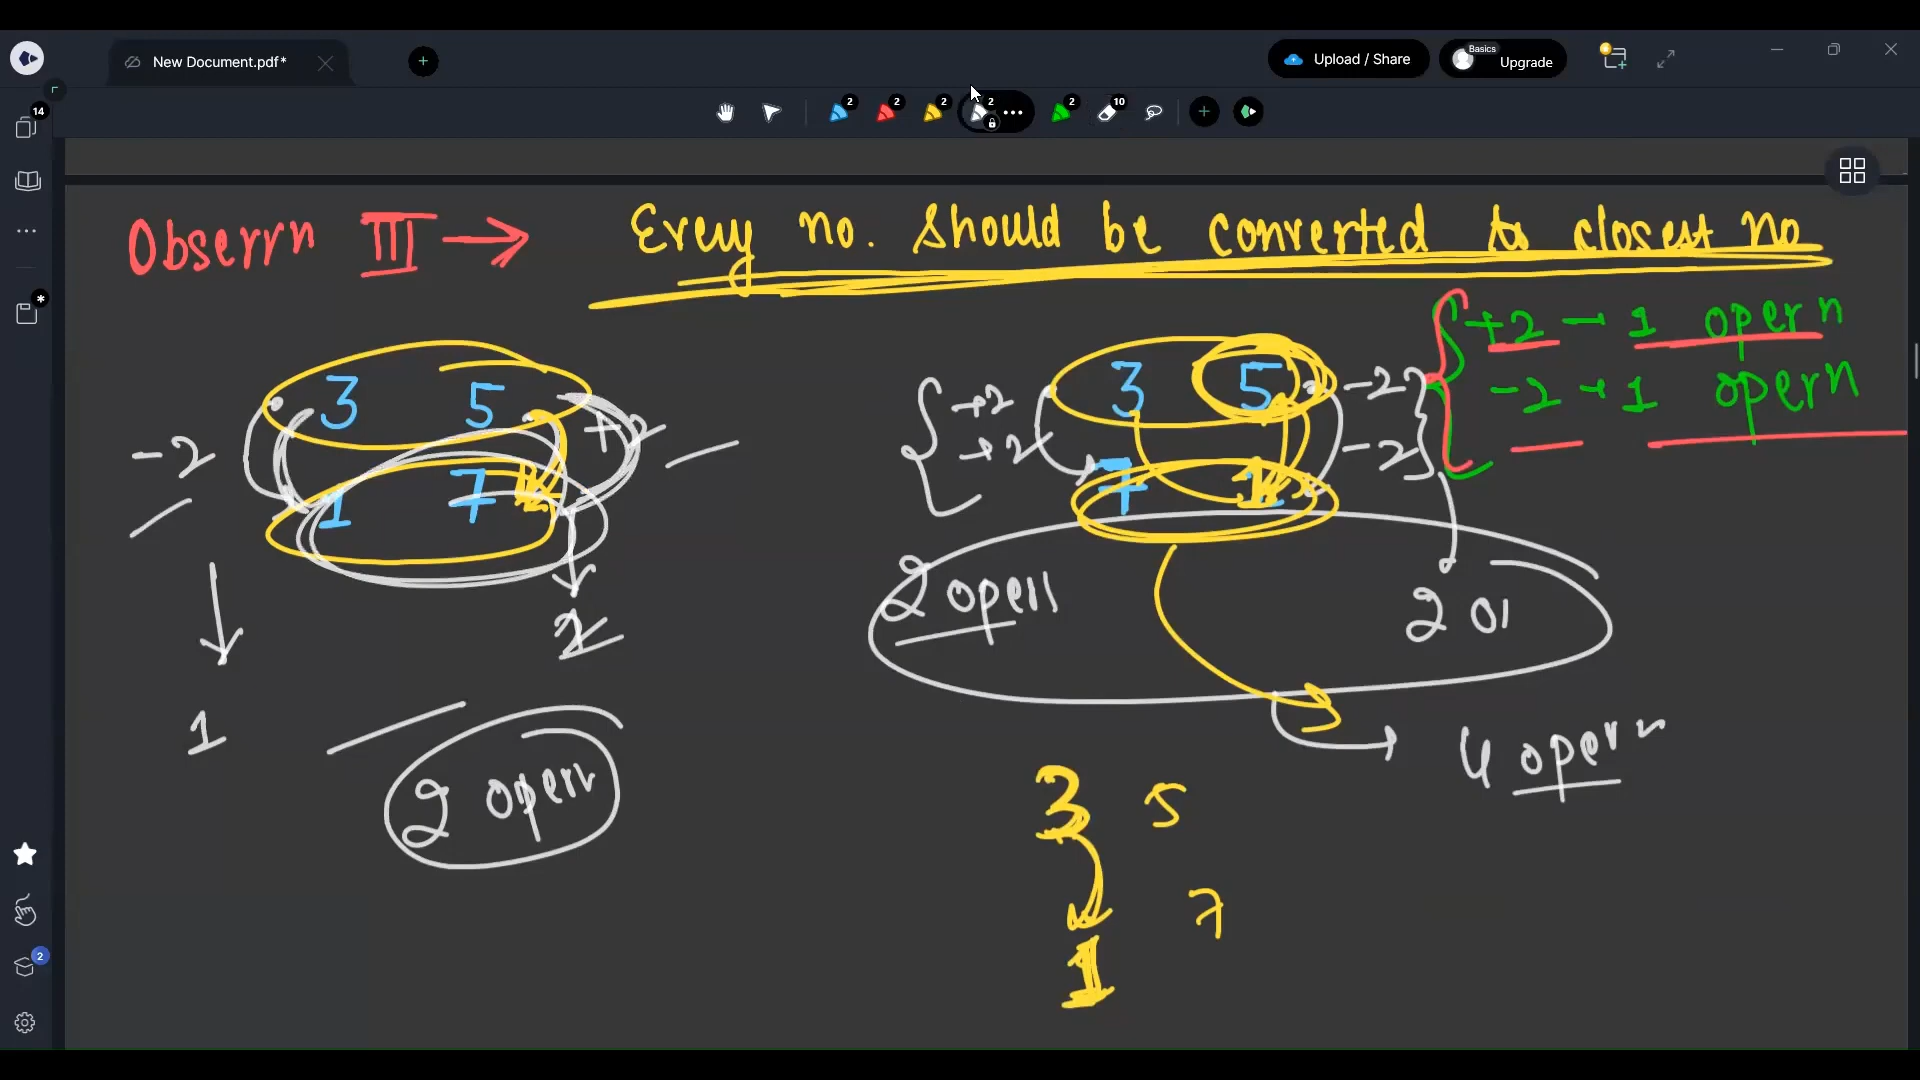 New Document.pdf*
Upload / Share
Basics
Upgrade
14
2
2
2
2
2
10
Observn III →
Every no. should be converted to closest no
+2 → 1 opern
-2 → 1 opern
3 5
-2
+2
1 7
1
2
2 opern
3 5
+2
+2
-2
-2
7 1
2 opern
2
4 opern
3 5
7
1
2